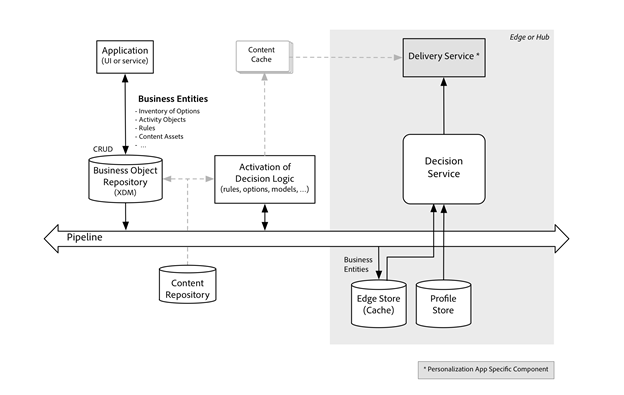 Edge or Hub
Application
(UI or service)
Content
Cache
Delivery Service *
Business Entities
- Inventory of Options
- Activity Objects
- Rules
- Content Assets
- ...
CRUD
Business Object
Repository
(XDM)
Activation of
Decision Logic
(rules, options, models, ...)
Decision
Service
Pipeline
Business
Entities
Content
Repository
Edge Store
(Cache)
Profile
Store
* Personalization App Specific Component